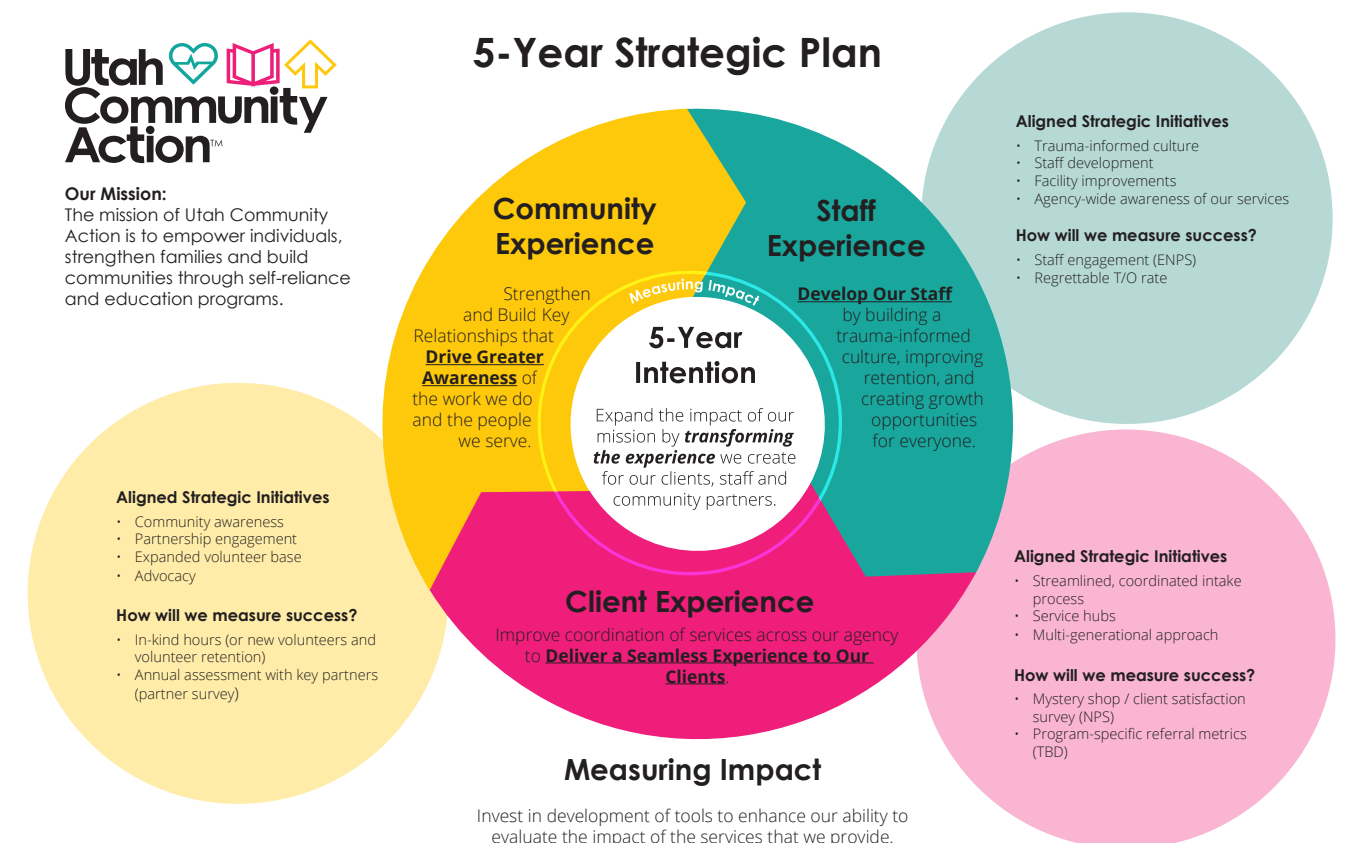 Utah
Community
Action™
5-Year Strategic Plan
Our Mission:
The mission of Utah Community
Action is to empower individuals,
strengthen families and build
communities through self-reliance
and education programs.
Community
Experience
Strengthen
and Build Key
Relationships that
Drive Greater
Awareness of
the work we do
and the people
we serve.
Staff
Experience
Develop Our Staff
by building a
trauma-informed
culture, improving
retention, and
creating growth
opportunities
for everyone.
Measuring Impact
5-Year
Intention
Expand the impact of our
mission by transforming
the experience we create
for our clients, staff and
community partners.
Client Experience
Improve coordination of services across our agency
to Deliver a Seamless Experience to Our
Clients.
Aligned Strategic Initiatives
• Trauma-informed culture
• Staff development
• Facility improvements
• Agency-wide awareness of our services
How will we measure success?
• Staff engagement (ENPS)
• Regrettable T/O rate
Aligned Strategic Initiatives
• Community awareness
• Partnership engagement
• Expanded volunteer base
• Advocacy
How will we measure success?
• In-kind hours (or new volunteers and
volunteer retention)
• Annual assessment with key partners
(partner survey)
Aligned Strategic Initiatives
• Streamlined, coordinated intake
process
• Service hubs
• Multi-generational approach
How will we measure success?
• Mystery shop / client satisfaction
survey (NPS)
• Program-specific referral metrics
(TBD)
Measuring Impact
Invest in development of tools to enhance our ability to
evaluate the impact of the services that we provide.